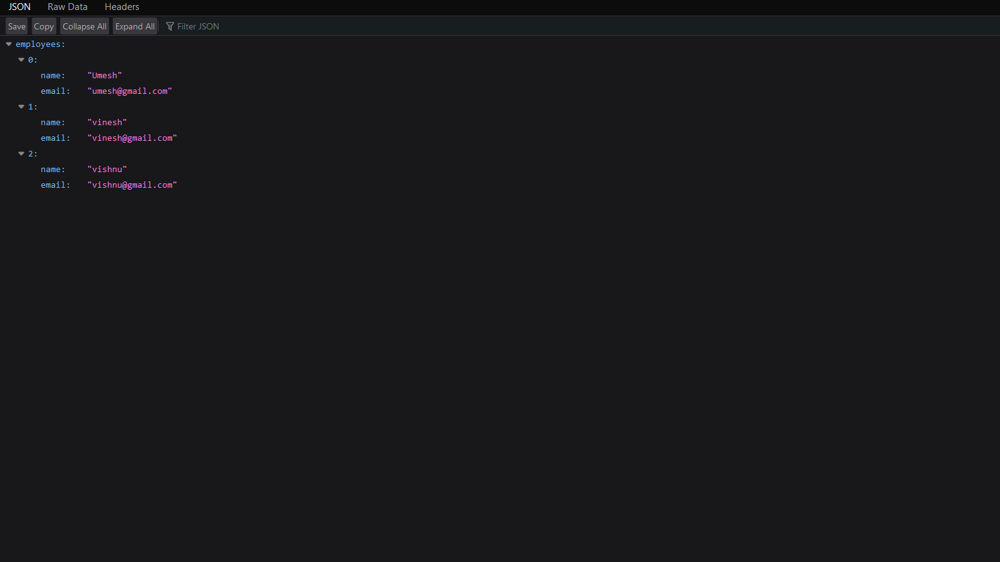 JSON Raw Data Headers
Save Copy Collapse All Expand All Filter JSON
employees:
0:
name: "Umesh"
email: "umesh@gmail.com"
1:
name: "vinesh"
email: "vinesh@gmail.com"
2:
name: "vishnu"
email: "vishnu@gmail.com"